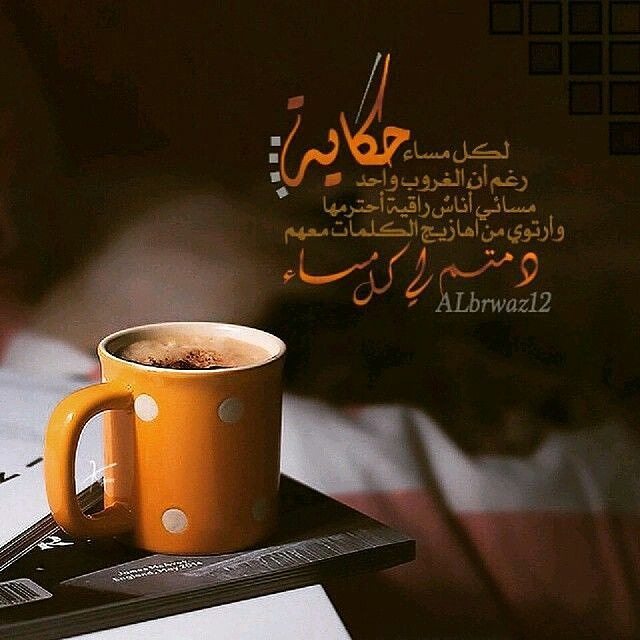 لكل مساء حكاية
رغم أن الغروب واحد
مسائي أناسٌ راقية أحترمها
وأرتوي من أهازيج الكلمات معهم
دمتم لي كل مساء
ALbrwaz12